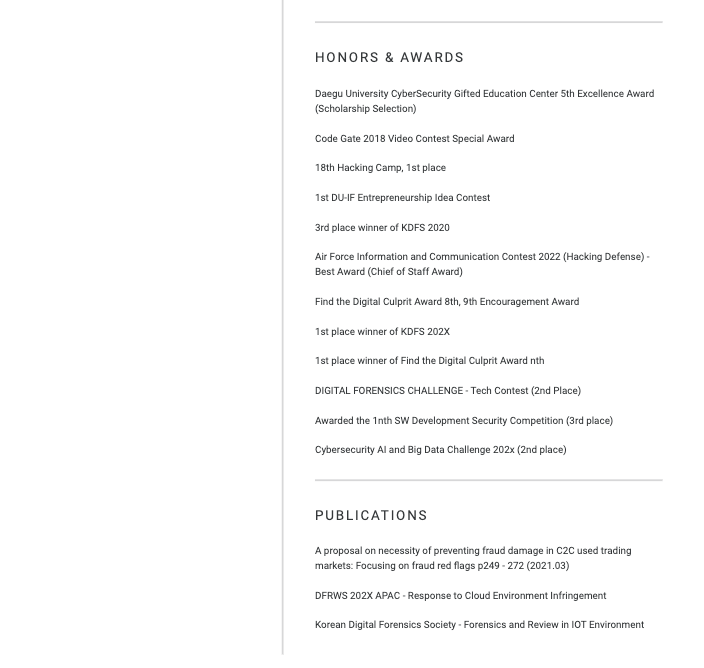 HONORS & AWARDS
Daegu University CyberSecurity Gifted Education Center 5th Excellence Award
(Scholarship Selection)
Code Gate 2018 Video Contest Special Award
18th Hacking Camp, 1st place
1st DU-IF Entrepreneurship Idea Contest
3rd place winner of KDFS 2020
Air Force Information and Communication Contest 2022 (Hacking Defense) -
Best Award (Chief of Staff Award)
Find the Digital Culprit Award 8th, 9th Encouragement Award
1st place winner of KDFS 202X
1st place winner of Find the Digital Culprit Award nth
DIGITAL FORENSICS CHALLENGE - Tech Contest (2nd Place)
Awarded the 1nth SW Development Security Competition (3rd place)
Cybersecurity AI and Big Data Challenge 202x (2nd place)
PUBLICATIONS
A proposal on necessity of preventing fraud damage in C2C used trading
markets: Focusing on fraud red flags p249 - 272 (2021.03)
DFRWS 202X APAC - Response to Cloud Environment Infringement
Korean Digital Forensics Society - Forensics and Review in IOT Environment